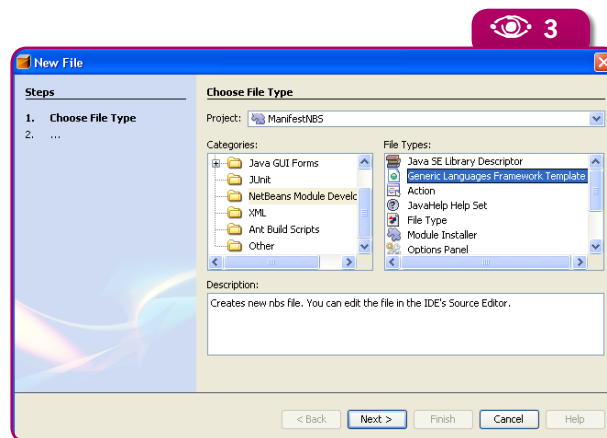 3
New File
Steps
1. Choose File Type
2. ...
Choose File Type
Project: ManifestNBS
Categories:
Java GUI Forms
JUnit
NetBeans Module Develc
XML
Ant Build Scripts
Other
File Types:
Java SE Library Descriptor
Generic Languages Framework Template
Action
JavaHelp Help Set
File Type
Module Installer
Options Panel
Description:
Creates new nbs file. You can edit the file in the IDE's Source Editor.
< Back Next > Finish Cancel Help